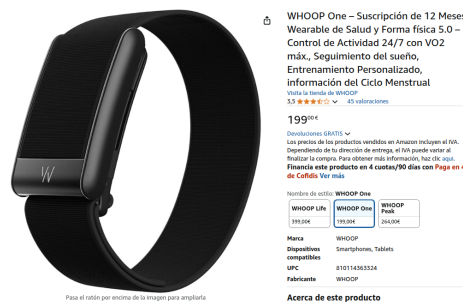 WHOOP One – Suscripción de 12 Meses
Wearable de Salud y Forma física 5.0 –
Control de Actividad 24/7 con VO2
máx., Seguimiento del sueño,
Entrenamiento Personalizado,
información del Ciclo Menstrual
Visita la tienda de WHOOP
3,5
45 valoraciones
199,00€
Devoluciones GRATIS
Los precios de los productos vendidos en Amazon incluyen el IVA.
Dependiendo de tu dirección de entrega, el IVA puede variar al
finalizar la compra. Para obtener más información, haz clic aquí.
Financia este producto en 4 cuotas/90 días con Paga en 4
de Cofidis Ver más
Nombre de estilo: WHOOP One
WHOOP Life
399,00€
WHOOP One
199,00€
WHOOP
Peak
264,00€
Marca WHOOP
Dispositivos Smartphones, Tablets
compatibles
UPC 810114363324
Fabricante WHOOP
Acerca de este producto
W
Pasa el ratón por encima de la imagen para ampliarla